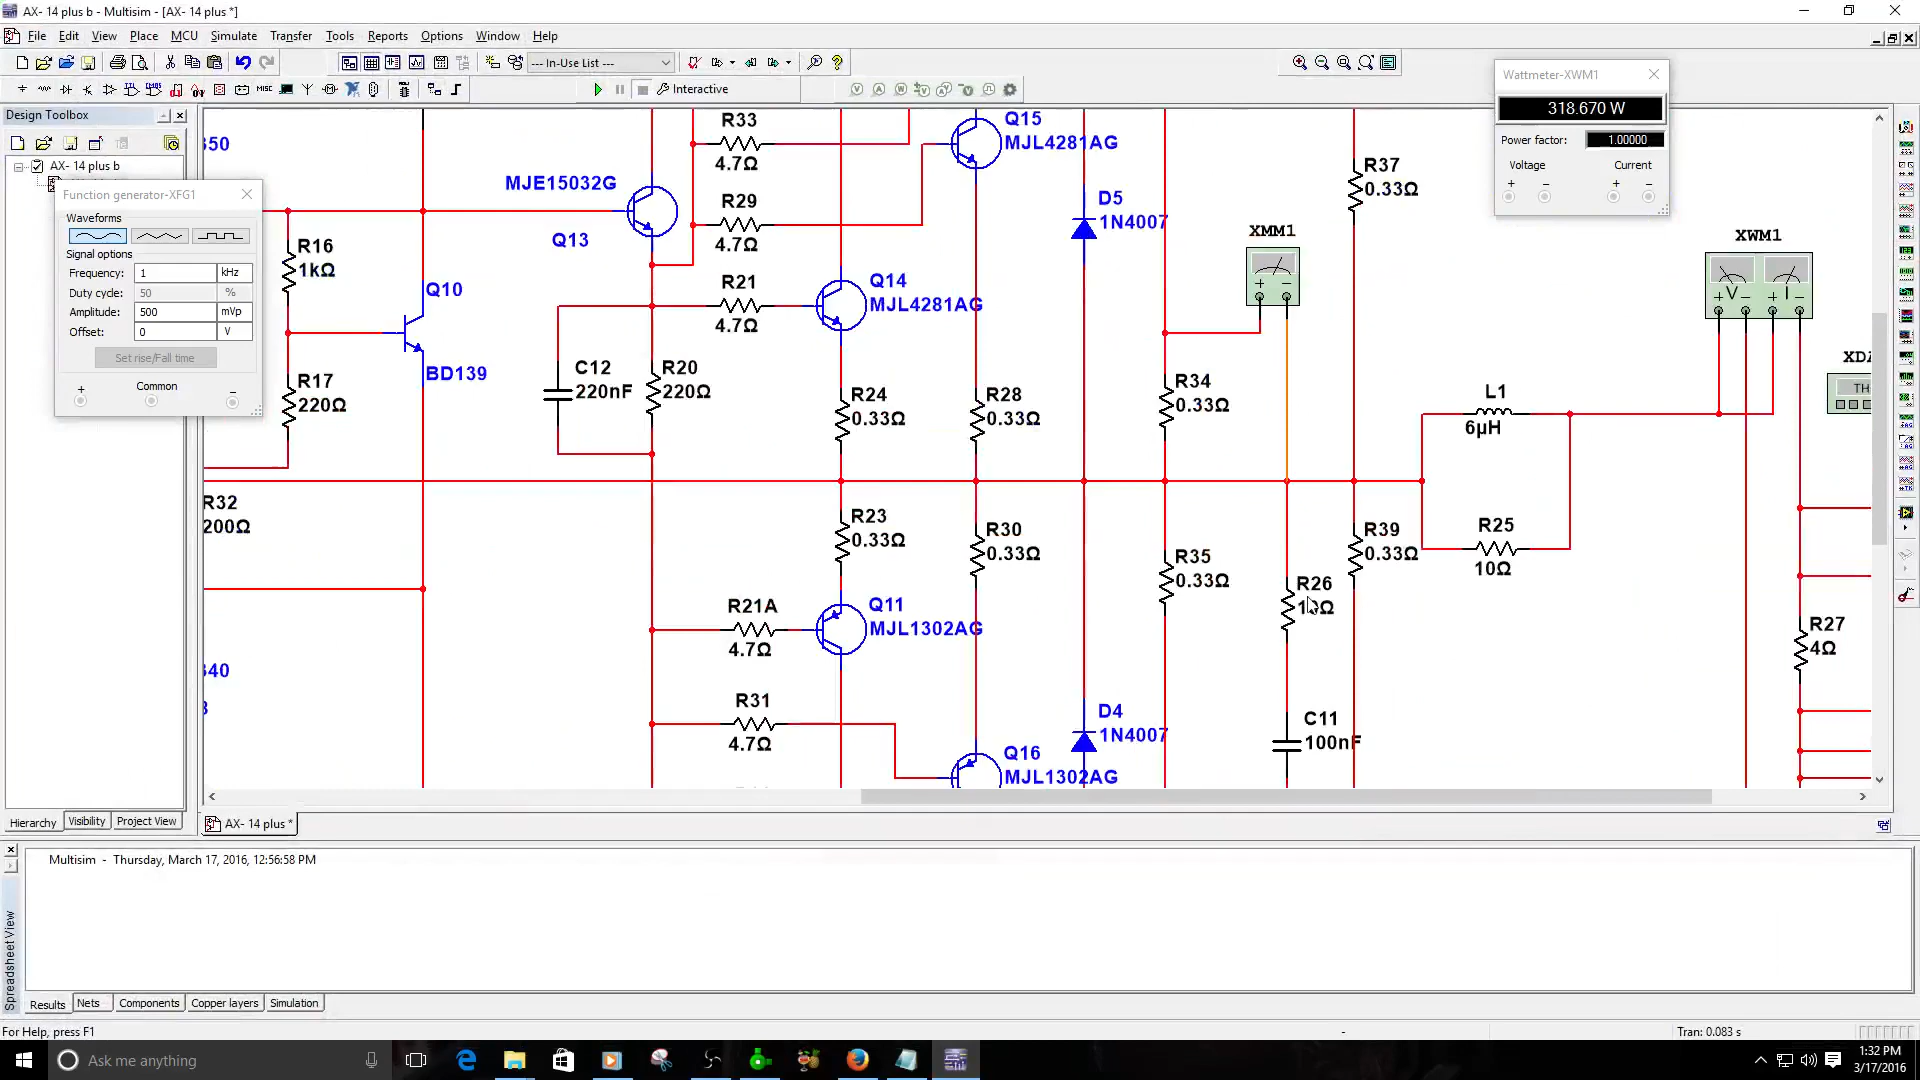 AX- 14 plus b - Multisim - [AX- 14 plus *]
File Edit View Place MCU Simulate Transfer Tools Reports Options Window Help
--- In-Use List ---
MISC Interactive
Design Toolbox
AX- 14 plus b
Function generator-XFG1
Waveforms
Signal options
Frequency: 1 kHz
Duty cycle: 50 %
Amplitude: 500 mVp
Offset: 0 V
Set rise/Fall time
+ Common −
Wattmeter-XWM1
318.670 W
Power factor: 1.00000
Voltage Current
+ − + −
350
R16
1kΩ
R17
220Ω
Q10
BD139
R32
200Ω
340
MJE15032G
Q13
R33
4.7Ω
R29
4.7Ω
R21
4.7Ω
Q15
MJL4281AG
Q14
MJL4281AG
C12
220nF
R20
220Ω
R24
0.33Ω
R28
0.33Ω
R23
0.33Ω
R30
0.33Ω
R21A
4.7Ω
Q11
MJL1302AG
R31
4.7Ω
Q16
MJL1302AG
D5
1N4007
D4
1N4007
R34
0.33Ω
R35
0.33Ω
R37
0.33Ω
R39
0.33Ω
XMM1
+ −
R26
C11
100nF
L1
6µH
R25
10Ω
XWM1
+ V − + I −
TH
R27
4Ω
Hierarchy Visibility Project View
AX- 14 plus *
Multisim - Thursday, March 17, 2016, 12:56:58 PM
Spreadsheet View
Results Nets Components Copper layers Simulation
For Help, press F1
- Tran: 0.083 s
Ask me anything
1:32 PM
3/17/2016